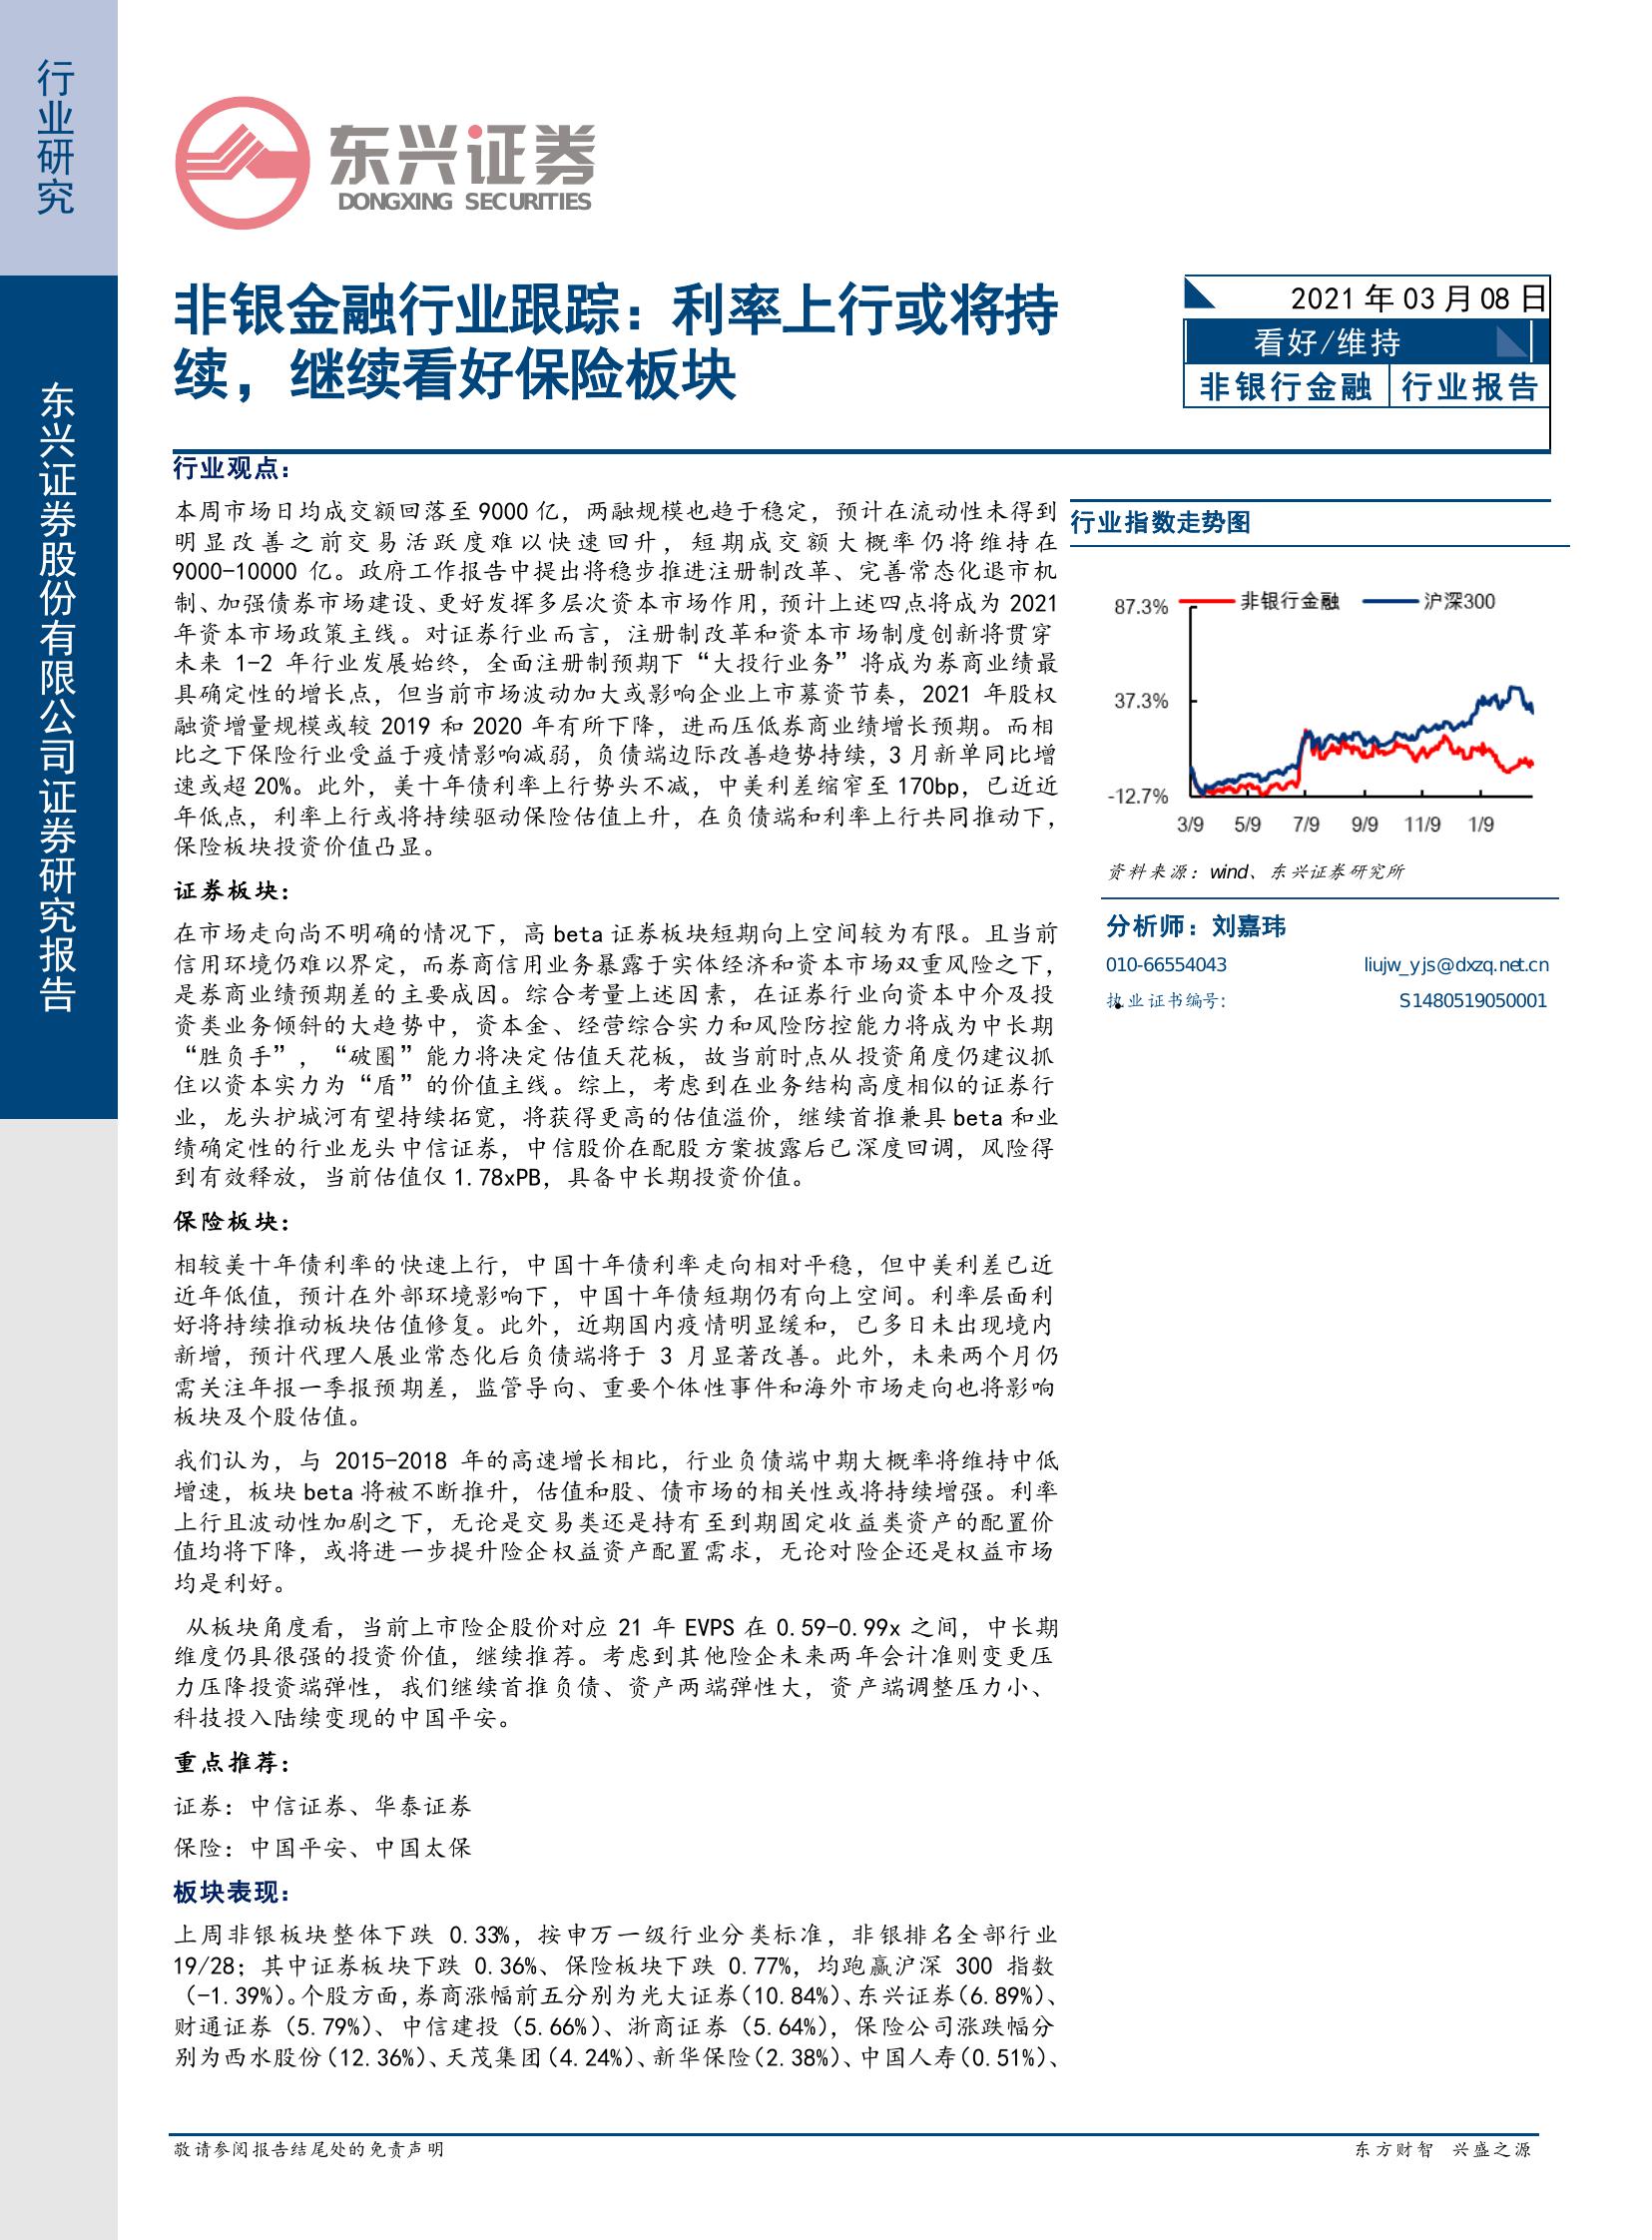 行业研究
东兴证券股份有限公司证券研究报告
东兴证券
DONGXING SECURITIES
非银金融行业跟踪：利率上行或将持
续，继续看好保险板块
2021 年 03 月 08 日
看好/维持
非银行金融 行业报告
行业观点：
本周市场日均成交额回落至 9000 亿，两融规模也趋于稳定，预计在流动性未得到
明显改善之前交易活跃度难以快速回升，短期成交额大概率仍将维持在
9000-10000 亿。政府工作报告中提出将稳步推进注册制改革、完善常态化退市机
制、加强债券市场建设、更好发挥多层次资本市场作用，预计上述四点将成为 2021
年资本市场政策主线。对证券行业而言，注册制改革和资本市场制度创新将贯穿
未来 1-2 年行业发展始终，全面注册制预期下“大投行业务”将成为券商业绩最
具确定性的增长点，但当前市场波动加大或影响企业上市募资节奏，2021 年股权
融资增量规模或较 2019 和 2020 年有所下降，进而压低券商业绩增长预期。而相
比之下保险行业受益于疫情影响减弱，负债端边际改善趋势持续，3 月新单同比增
速或超 20%。此外，美十年债利率上行势头不减，中美利差缩窄至 170bp，已近近
年低点，利率上行或将持续驱动保险估值上升，在负债端和利率上行共同推动下，
保险板块投资价值凸显。
证券板块：
在市场走向尚不明确的情况下，高 beta 证券板块短期向上空间较为有限。且当前
信用环境仍难以界定，而券商信用业务暴露于实体经济和资本市场双重风险之下，
是券商业绩预期差的主要成因。综合考量上述因素，在证券行业向资本中介及投
资类业务倾斜的大趋势中，资本金、经营综合实力和风险防控能力将成为中长期
“胜负手”，“破圈”能力将决定估值天花板，故当前时点从投资角度仍建议抓
住以资本实力为“盾”的价值主线。综上，考虑到在业务结构高度相似的证券行
业，龙头护城河有望持续拓宽，将获得更高的估值溢价，继续首推兼具 beta 和业
绩确定性的行业龙头中信证券，中信股价在配股方案披露后已深度回调，风险得
到有效释放，当前估值仅 1.78xPB，具备中长期投资价值。
保险板块：
相较美十年债利率的快速上行，中国十年债利率走向相对平稳，但中美利差已近
近年低值，预计在外部环境影响下，中国十年债短期仍有向上空间。利率层面利
好将持续推动板块估值修复。此外，近期国内疫情明显缓和，已多日未出现境内
新增，预计代理人展业常态化后负债端将于 3 月显著改善。此外，未来两个月仍
需关注年报一季报预期差，监管导向、重要个体性事件和海外市场走向也将影响
板块及个股估值。
我们认为，与 2015-2018 年的高速增长相比，行业负债端中期大概率将维持中低
增速，板块 beta 将被不断推升，估值和股、债市场的相关性或将持续增强。利率
上行且波动性加剧之下，无论是交易类还是持有至到期固定收益类资产的配置价
值均将下降，或将进一步提升险企权益资产配置需求，无论对险企还是权益市场
均是利好。
从板块角度看，当前上市险企股价对应 21 年 EVPS 在 0.59-0.99x 之间，中长期
维度仍具很强的投资价值，继续推荐。考虑到其他险企未来两年会计准则变更压
力压降投资端弹性，我们继续首推负债、资产两端弹性大，资产端调整压力小、
科技投入陆续变现的中国平安。
重点推荐：
证券：中信证券、华泰证券
保险：中国平安、中国太保
板块表现：
上周非银板块整体下跌 0.33%，按申万一级行业分类标准，非银排名全部行业
19/28；其中证券板块下跌 0.36%、保险板块下跌 0.77%，均跑赢沪深 300 指数
（-1.39%）。个股方面，券商涨幅前五分别为光大证券（10.84%）、东兴证券（6.89%）、
财通证券（5.79%）、中信建投（5.66%）、浙商证券（5.64%），保险公司涨跌幅分
别为西水股份（12.36%）、天茂集团（4.24%）、新华保险（2.38%）、中国人寿（0.51%）、
行业指数走势图
非银行金融 沪深300
87.3%
37.3%
-12.7%
3/9 5/9 7/9 9/9 11/9 1/9
资料来源：wind、东兴证券研究所
分析师：刘嘉玮
010-66554043 liujw_yjs@dxzq.net.cn
执业证书编号: S1480519050001
敬请参阅报告结尾处的免责声明
东方财智 兴盛之源